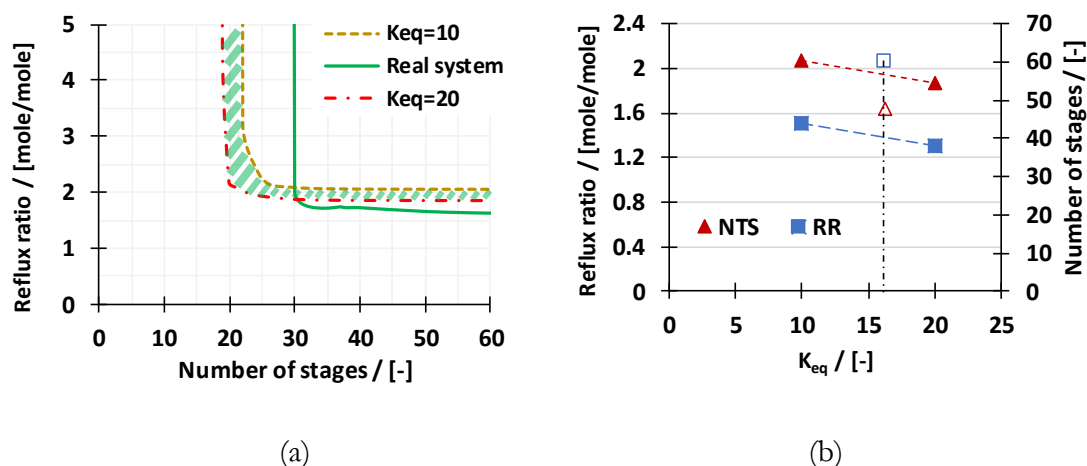 Reflux ratio / [mole/mole]
5
4
3
2
1
0
Keq=10
Real system
Keq=20
0 10 20 30 40 50 60
Number of stages / [-]
(a)
Reflux ratio / [mole/mole]
2.4
2
1.6
1.2
0.8
0.4
0
NTS RR
70
60
50
40
30
20
10
0
Number of stages / [-]
0 5 10 15 20 25
Keq / [-]
(b)